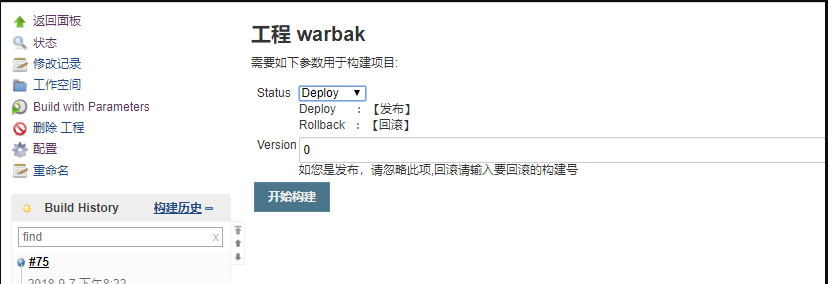 返回面板
状态
修改记录
工作空间
Build with Parameters
删除 工程
配置
重命名
Build History 构建历史
find x
#75
2018-9-7 下午8:22
工程 warbak
需要如下参数用于构建项目:
Status Deploy
Deploy : 【发布】
Rollback : 【回滚】
Version 0
如您是发布，请忽略此项,回滚请输入要回滚的构建号
开始构建